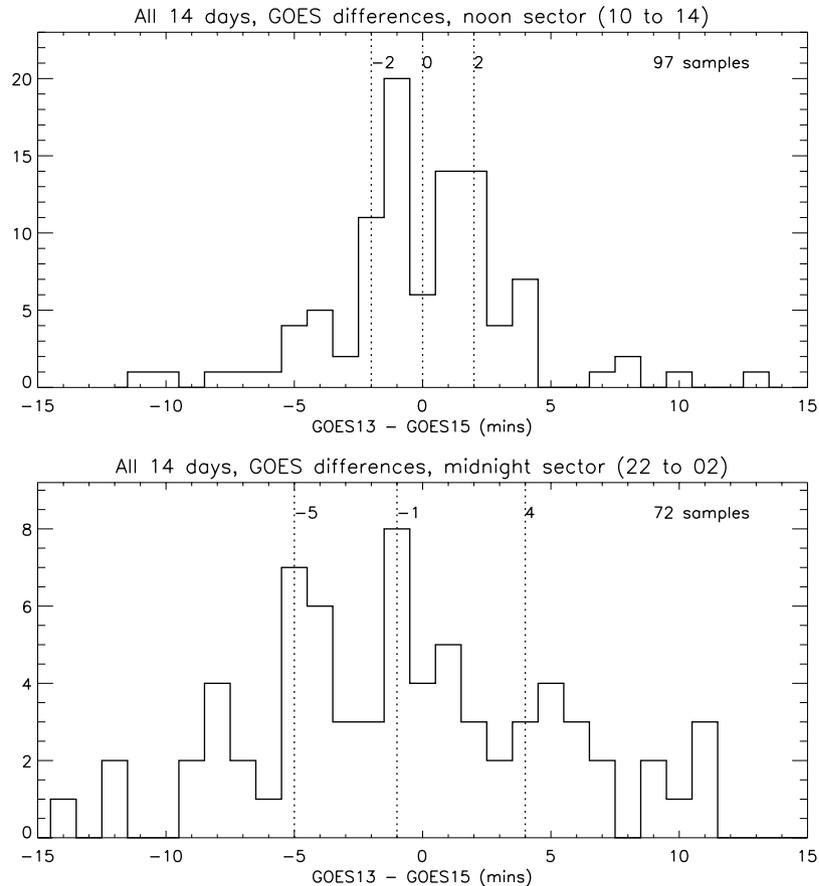 All 14 days, GOES differences, noon sector (10 to 14)
−2 0 2 97 samples
20
15
10
5
0
−15 −10 −5 0 5 10 15
GOES13 − GOES15 (mins)
All 14 days, GOES differences, midnight sector (22 to 02)
−5 −1 4 72 samples
8
6
4
2
0
−15 −10 −5 0 5 10 15
GOES13 − GOES15 (mins)